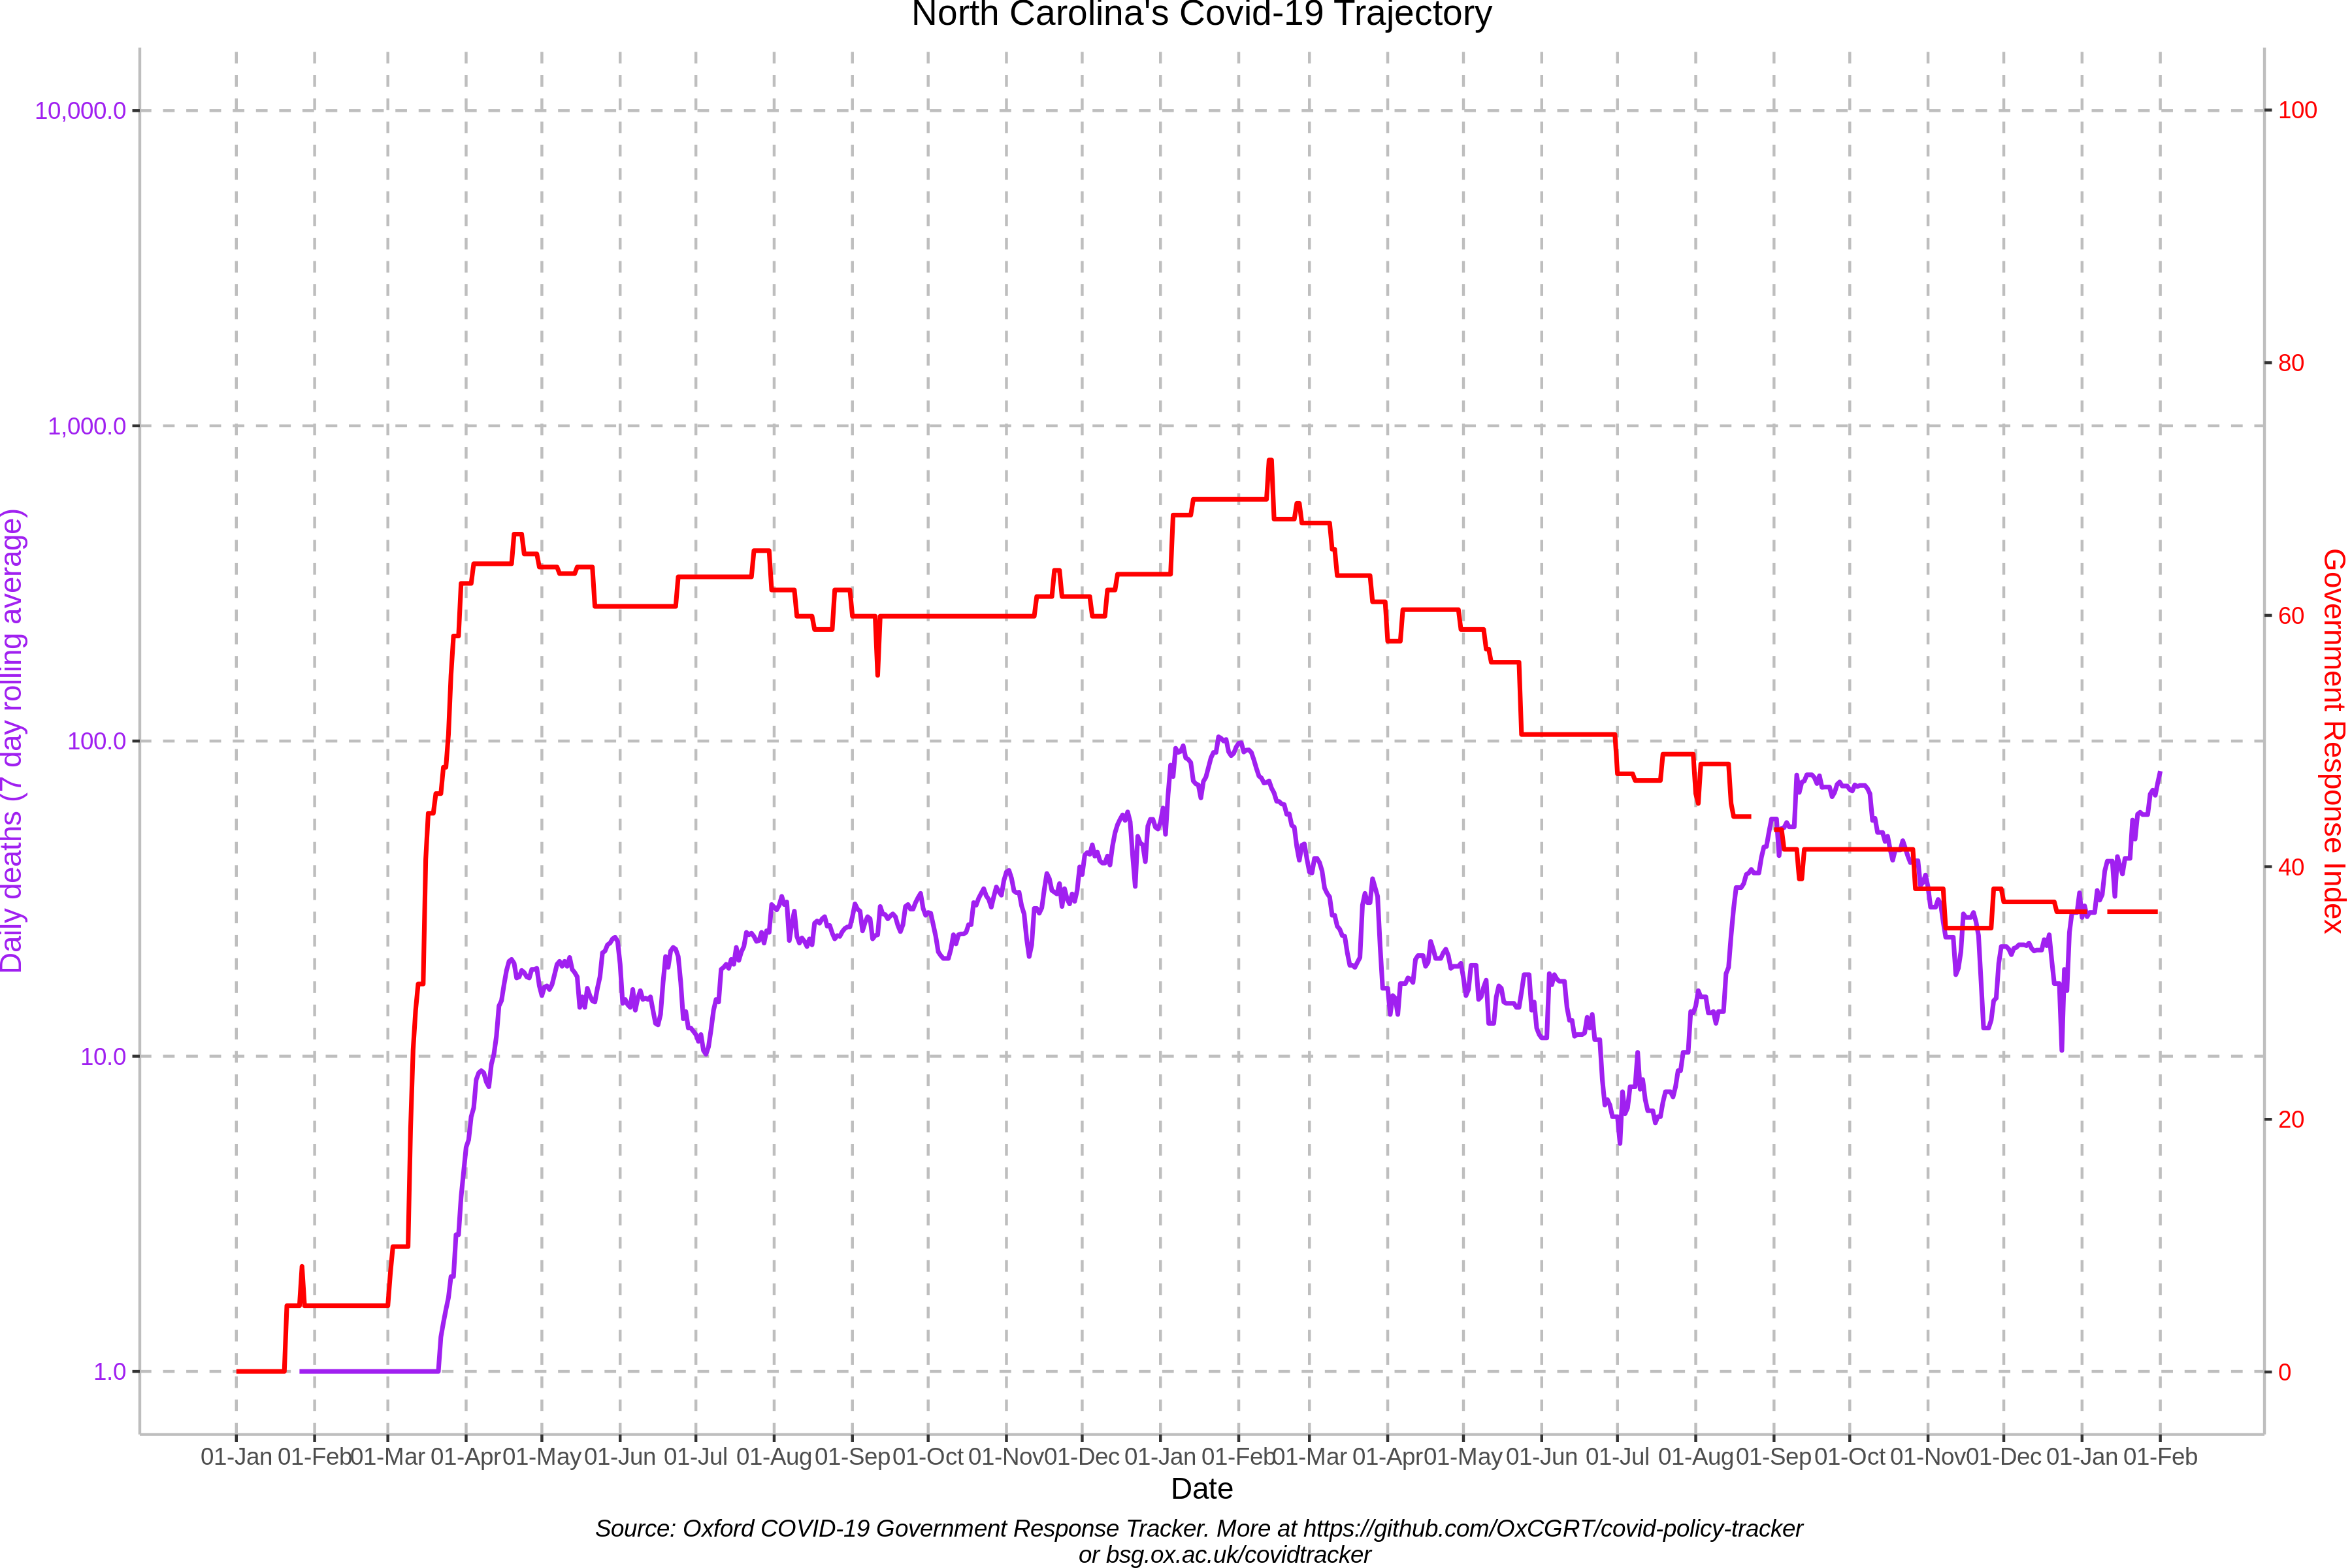 North Carolina's Covid-19 Trajectory
10,000.0
1,000.0
100.0
10.0
1.0
Daily deaths (7 day rolling average)
100
80
60
40
20
0
Government Response Index
01-Jan 01-Feb 01-Mar 01-Apr 01-May 01-Jun 01-Jul 01-Aug 01-Sep 01-Oct 01-Nov 01-Dec 01-Jan 01-Feb 01-Mar 01-Apr 01-May 01-Jun 01-Jul 01-Aug 01-Sep 01-Oct 01-Nov 01-Dec 01-Jan 01-Feb
Date
Source: Oxford COVID-19 Government Response Tracker. More at https://github.com/OxCGRT/covid-policy-tracker
or bsg.ox.ac.uk/covidtracker